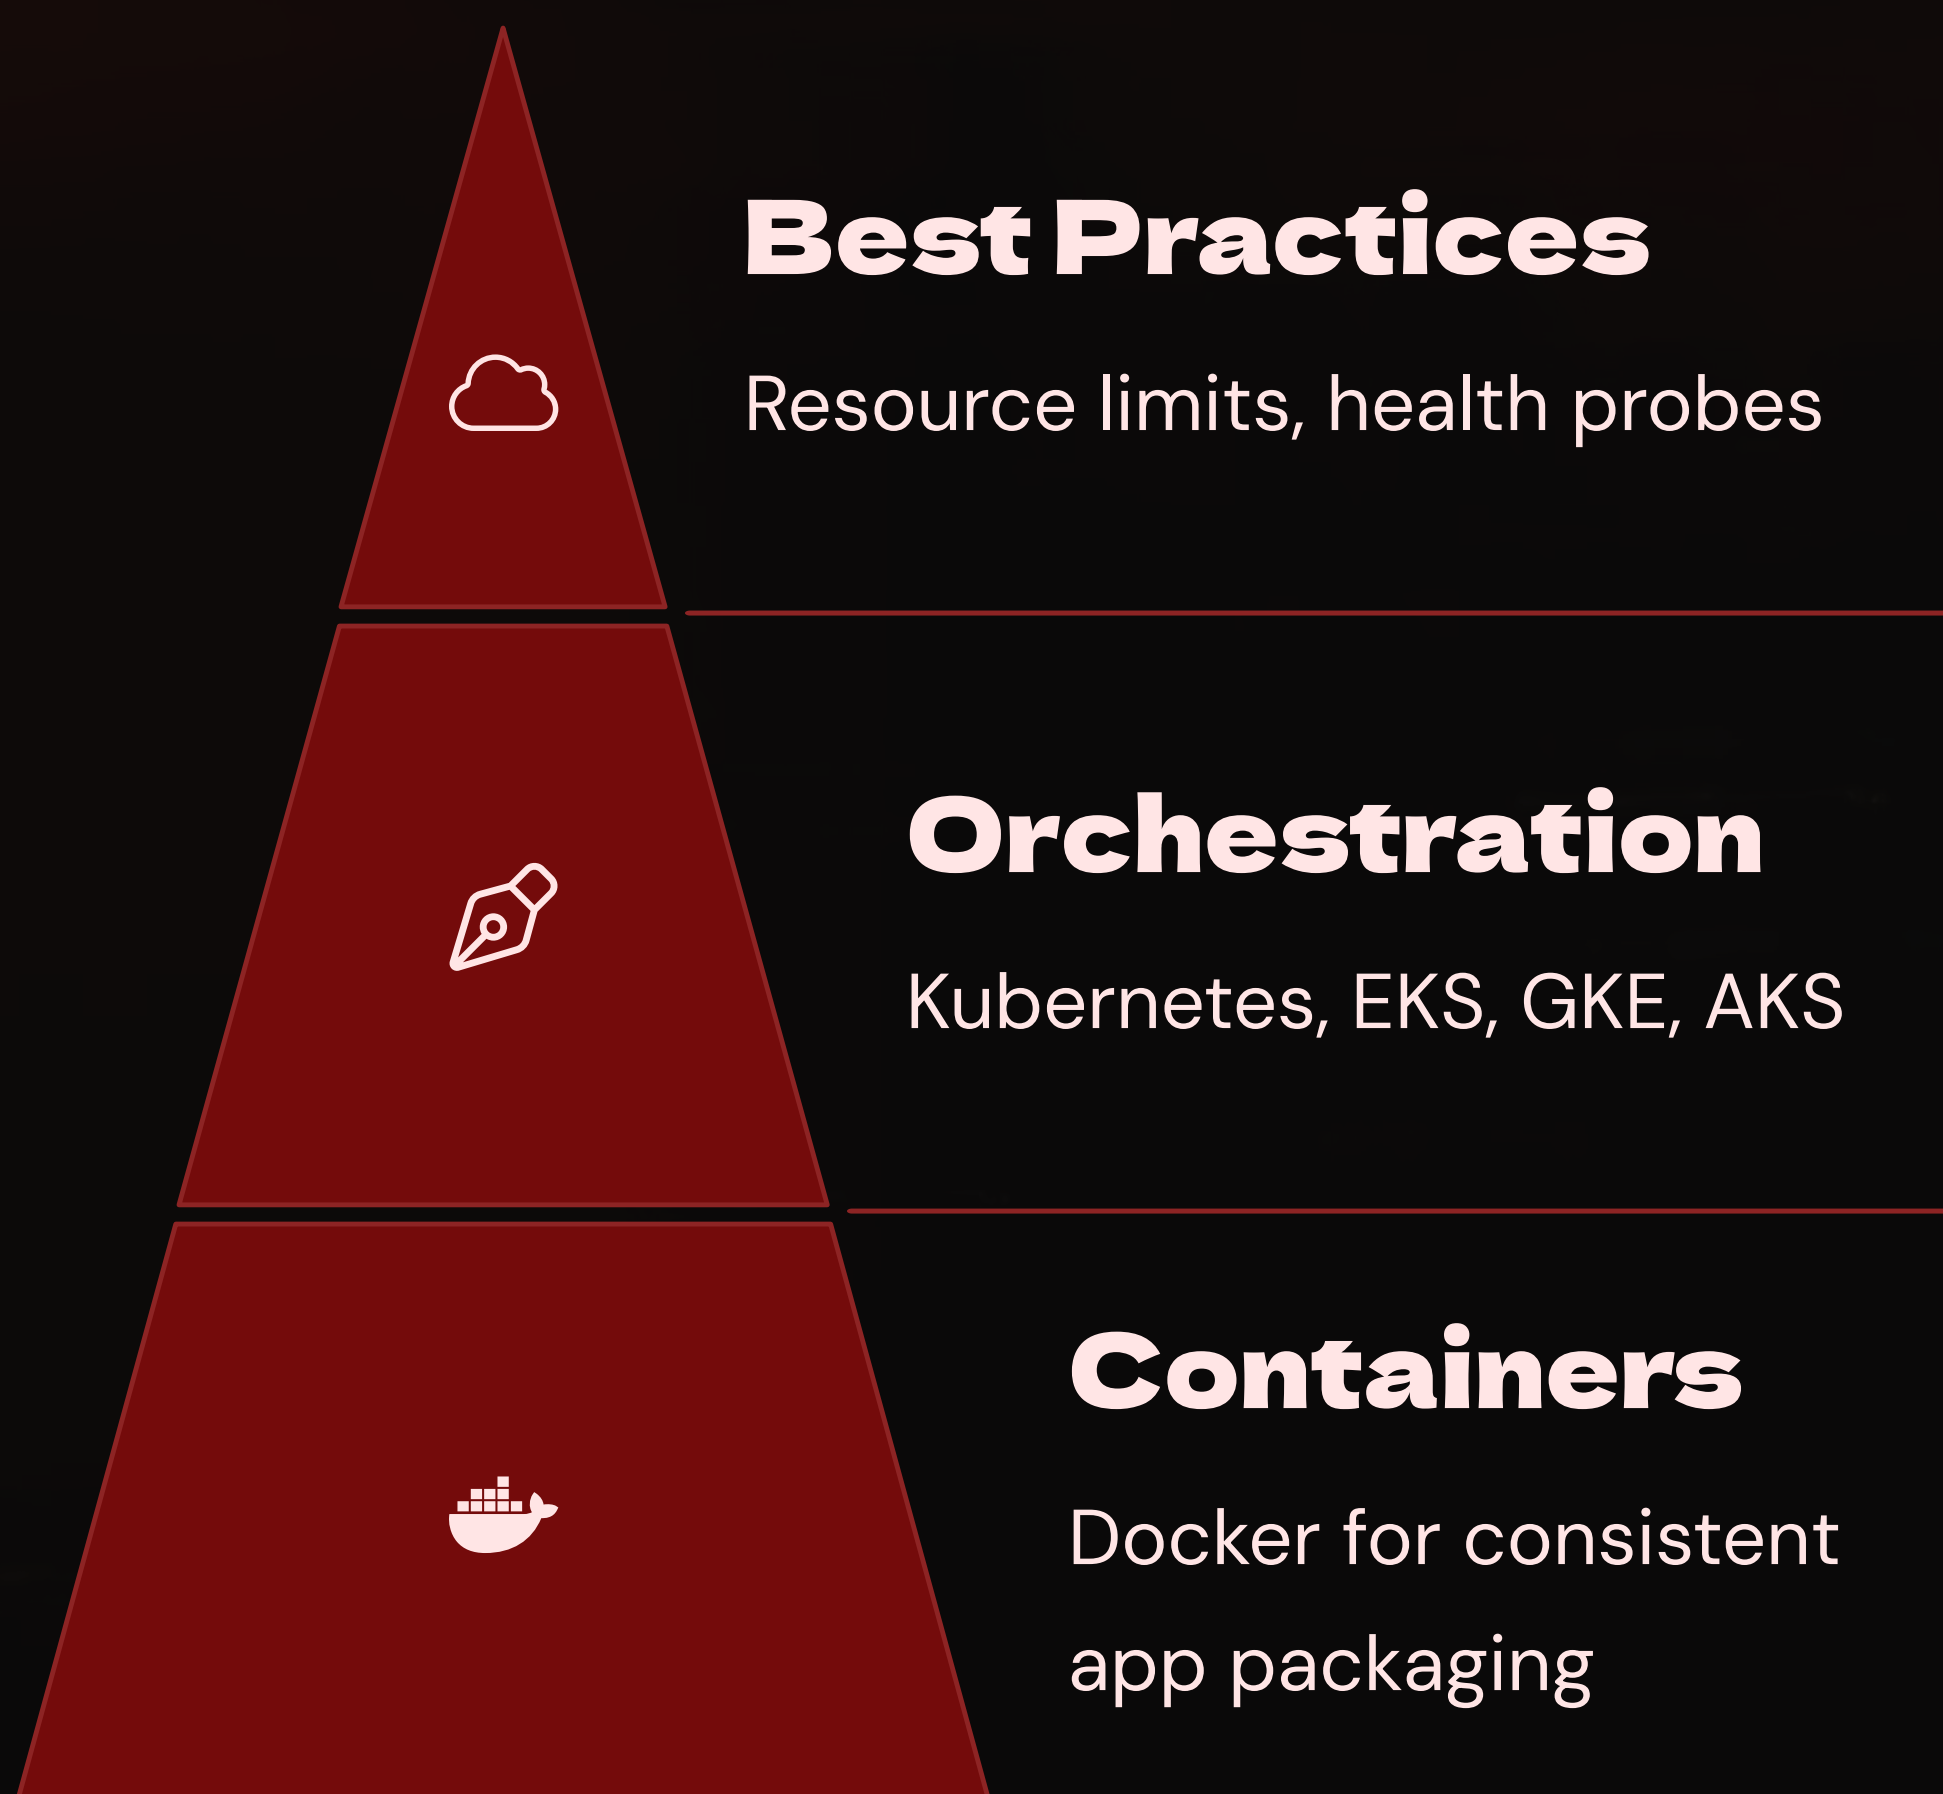 Best Practices
Resource limits, health probes
Orchestration
Kubernetes, EKS, GKE, AKS
Containers
Docker for consistent
app packaging